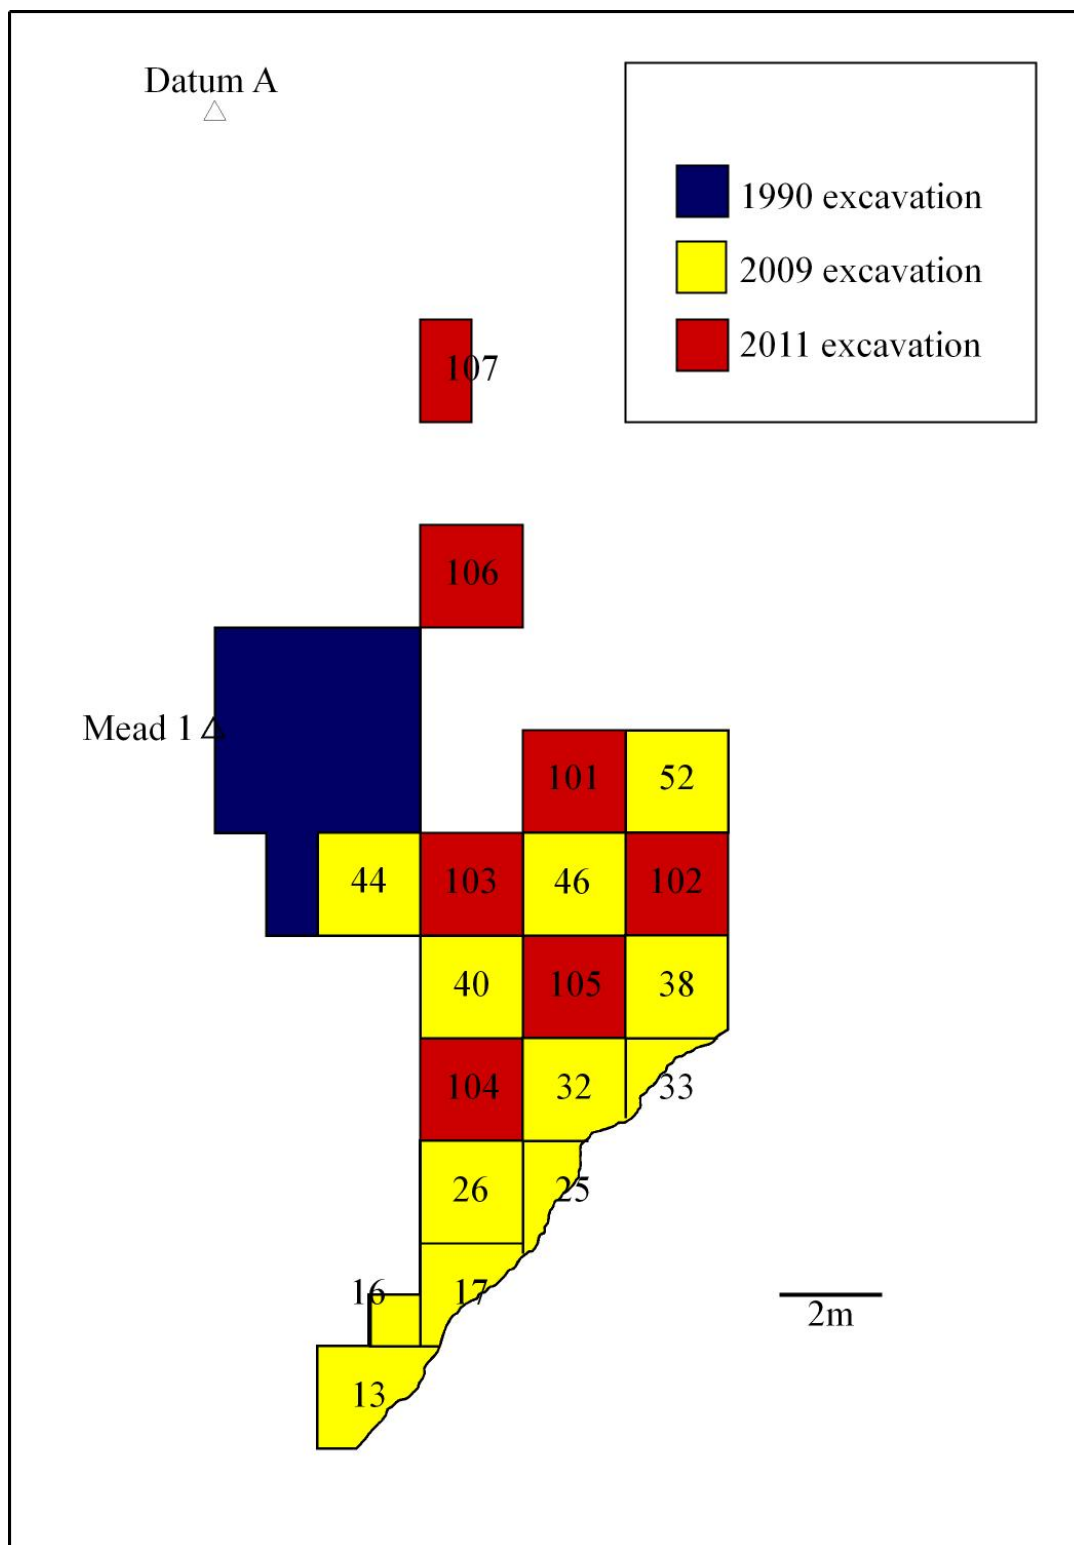 Datum A
1990 excavation
2009 excavation
2011 excavation
107
106
Mead 1
101 52
44 103 46 102
40 105 38
104 32 33
26 25
16 17
2m
13